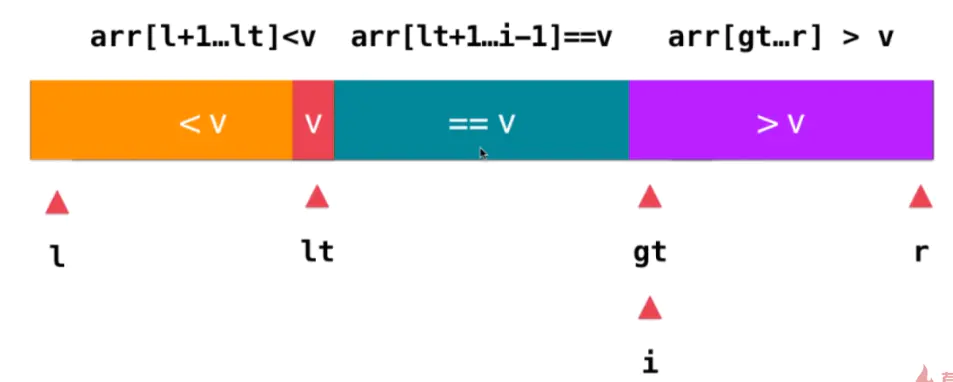 arr[l+1…lt]<v arr[lt+1…i-1]==v arr[gt…r] > v
< v v == v > v
l lt gt r
i